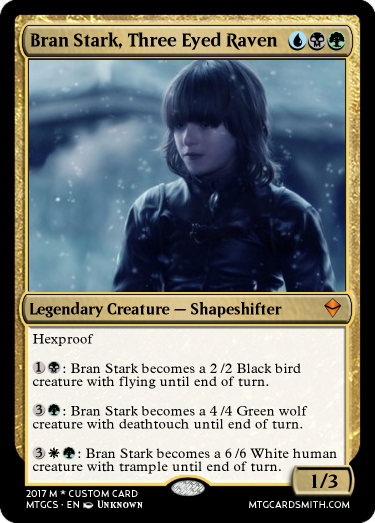 Bran Stark, Three Eyed Raven
Legendary Creature — Shapeshifter
Hexproof
1 : Bran Stark becomes a 2 /2 Black bird
creature with flying until end of turn.
3 : Bran Stark becomes a 4 /4 Green wolf
creature with deathtouch until end of turn.
3 : Bran Stark becomes a 6 /6 White human
creature with trample until end of turn.
1/3
2017 M * CUSTOM CARD
MTGCS • EN Unknown
MTGCARDSMITH.COM